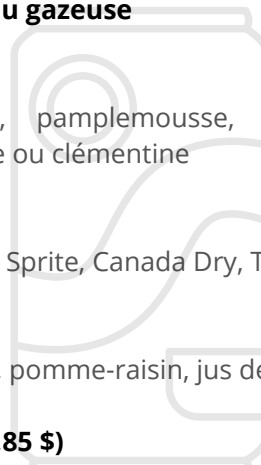 u gazeuse
, pamplemousse,
e ou clémentine
Sprite, Canada Dry, T
, pomme-raisin, jus de
,85 $)